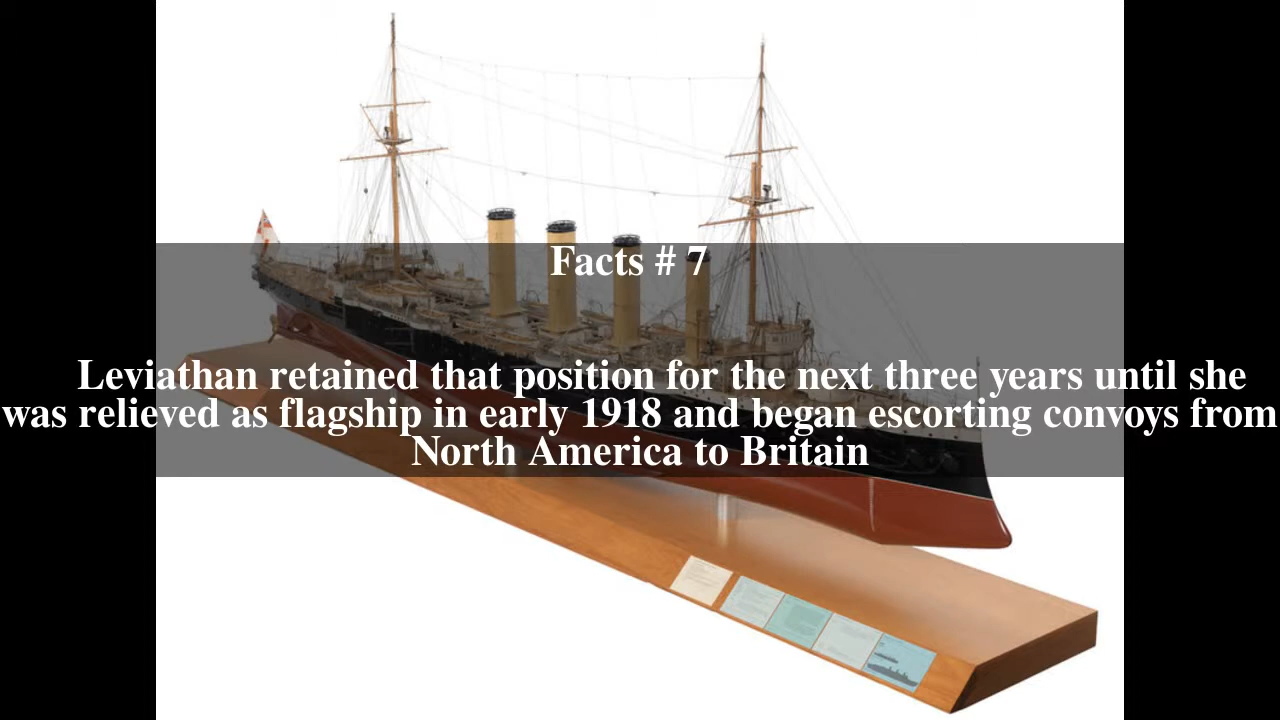 Facts # 7
Leviathan retained that position for the next three years until she
was relieved as flagship in early 1918 and began escorting convoys from
North America to Britain